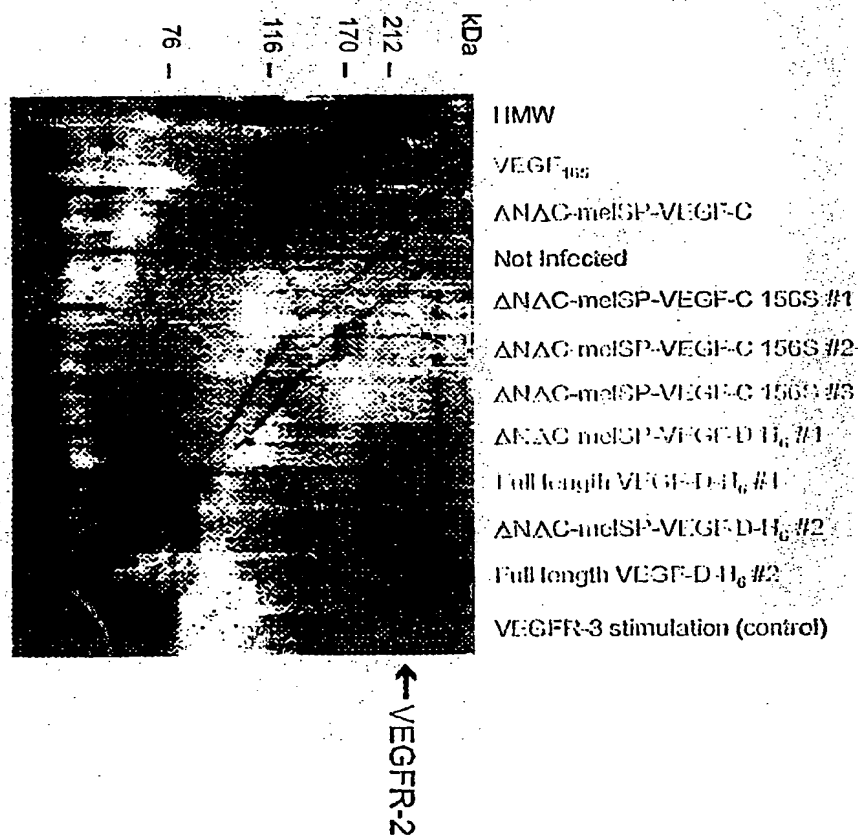 kDa
212
170
116
76
HMW
VEGF165
ΔNΔC-melSP-VEGF-C
Not Infected
ΔNΔC-melSP-VEGF-C 156S #1
ΔNΔC-melSP-VEGF-C 156S #2
ΔNΔC-melSP-VEGF-C 156S #3
ΔNΔC-melSP-VEGF-D-H6 #1
Full length VEGF-D-H6 #1
ΔNΔC-melSP-VEGF-D-H6 #2
Full length VEGF-D-H6 #2
VEGFR-3 stimulation (control)
← VEGFR-2